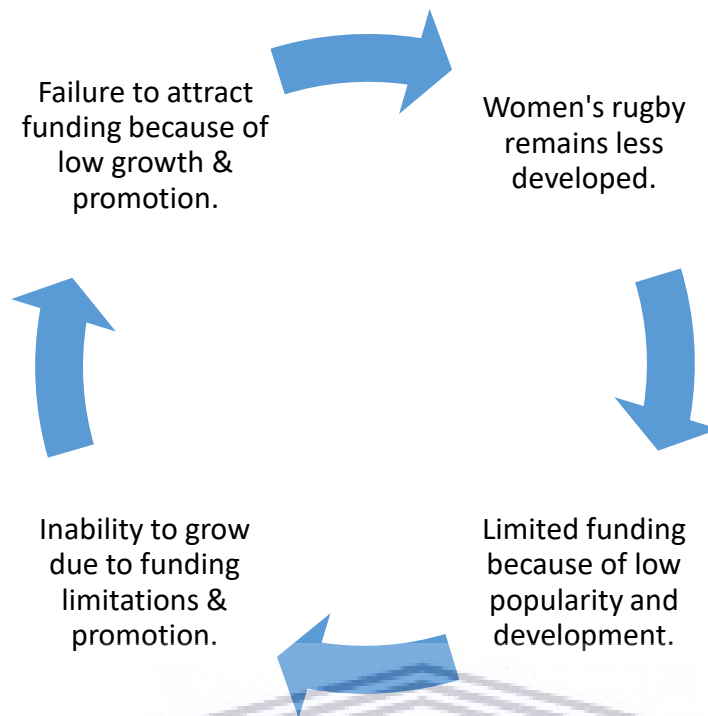 Failure to attract
funding because of
low growth &
promotion.
Women's rugby
remains less
developed.
Limited funding
because of low
popularity and
development.
Inability to grow
due to funding
limitations &
promotion.